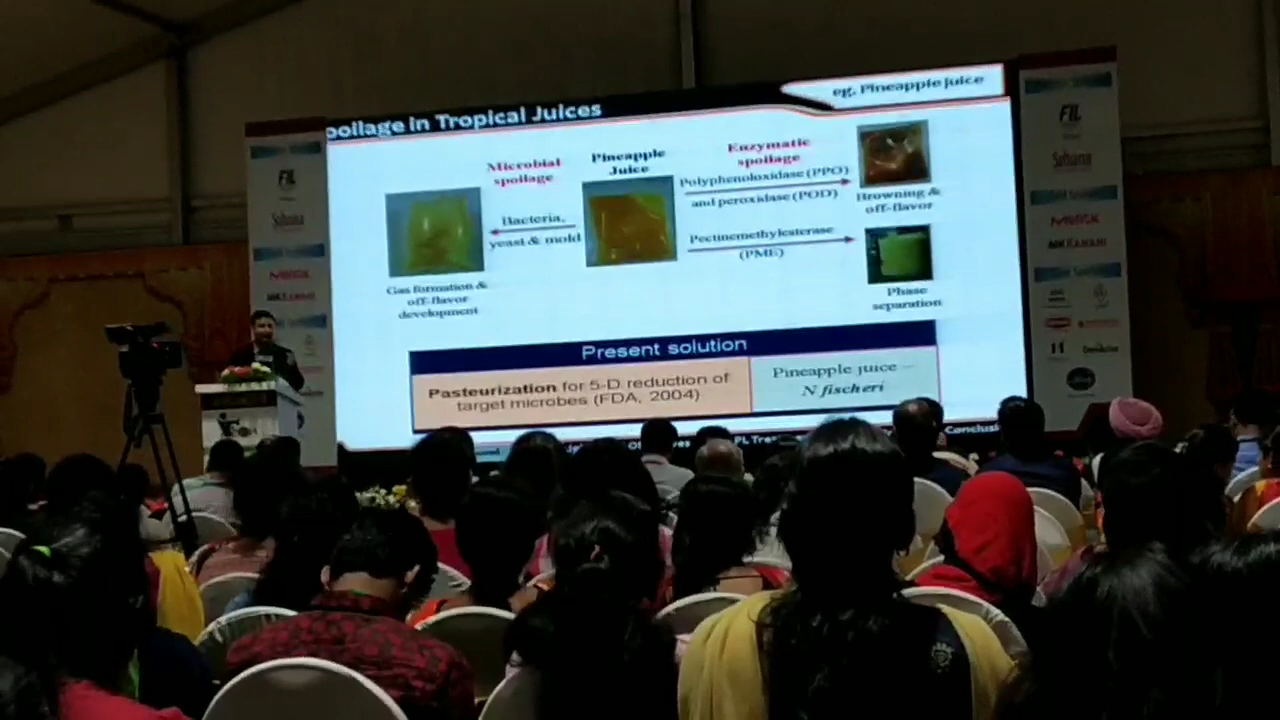 poilage in Tropical Juices
eg, Pineapple juice
Microbial
spoilage
Pineapple
Juice
Enzymatic
spoilage
Polyphenoloxidase (PPO)
and peroxidase (POD)
Browning &
off-flavor
Bacteria,
yeast & mold
Pectinemethylesterase
(PME)
Gas formation &
off-flavor
development
Phase
separation
Present solution
Pasteurization for 5-D reduction of
target microbes (FDA, 2004)
Pineapple juice –
N fischeri
PL
Conclusi
FIL
Sahana
FIL
Sahana